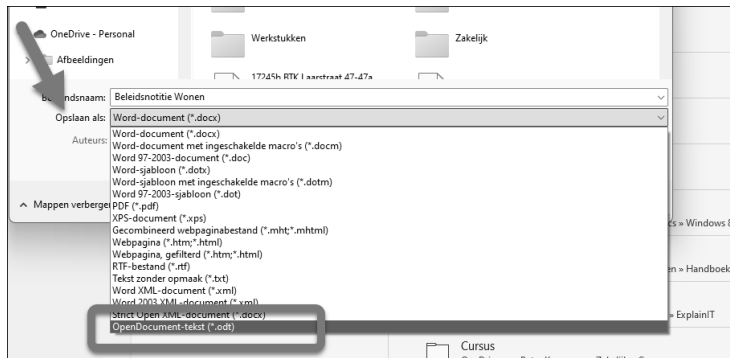 OneDrive - Personal
Afbeeldingen
Werkstukken
Zakelijk
17245h BTK Laarstraat 47-47a
Beleidsnotitie Wonen
Opslaan als: Word-document (*.docx)
Auteurs:
Word-document (*.docx)
Word-document met ingeschakelde macro's (*.docm)
Word 97-2003-document (*.doc)
Word-sjabloon (*.dotx)
Word-sjabloon met ingeschakelde macro's (*.dotm)
Word 97-2003-sjabloon (*.dot)
PDF (*.pdf)
XPS-document (*.xps)
Gecombineerd webpaginabestand (*.mht;*.mhtml)
Webpagina (*.htm;*.html)
Webpagina, gefilterd (*.htm;*.html)
RTF-bestand (*.rtf)
Tekst zonder opmaak (*.txt)
Word XML-document (*.xml)
Word 2003 XML-document (*.xml)
Strict Open XML-document (*.docx)
OpenDocument-tekst (*.odt)
Mappen verberge
» Windows 8
en » Handboek
» ExplainIT
Cursus